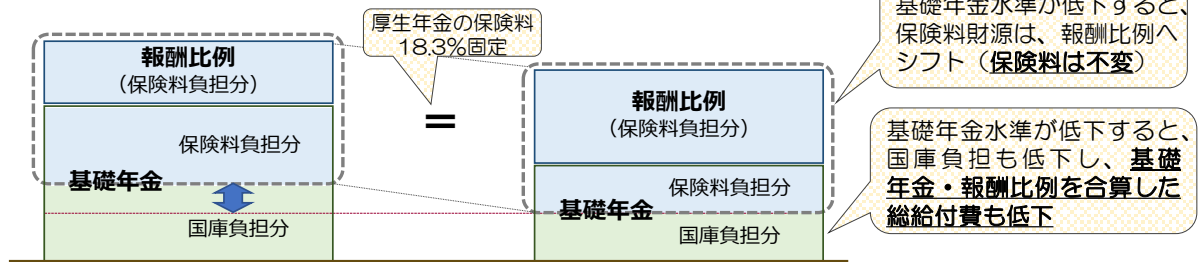 報酬比例
（保険料負担分）
保険料負担分
基礎年金
国庫負担分
厚生年金の保険料
18.3%固定
＝
報酬比例
（保険料負担分）
保険料負担分
基礎年金
国庫負担分
基礎年金水準が低下すると、
保険料財源は、報酬比例へ
シフト（保険料は不変）
基礎年金水準が低下すると、
国庫負担も低下し、基礎
年金・報酬比例を合算した
総給付費も低下